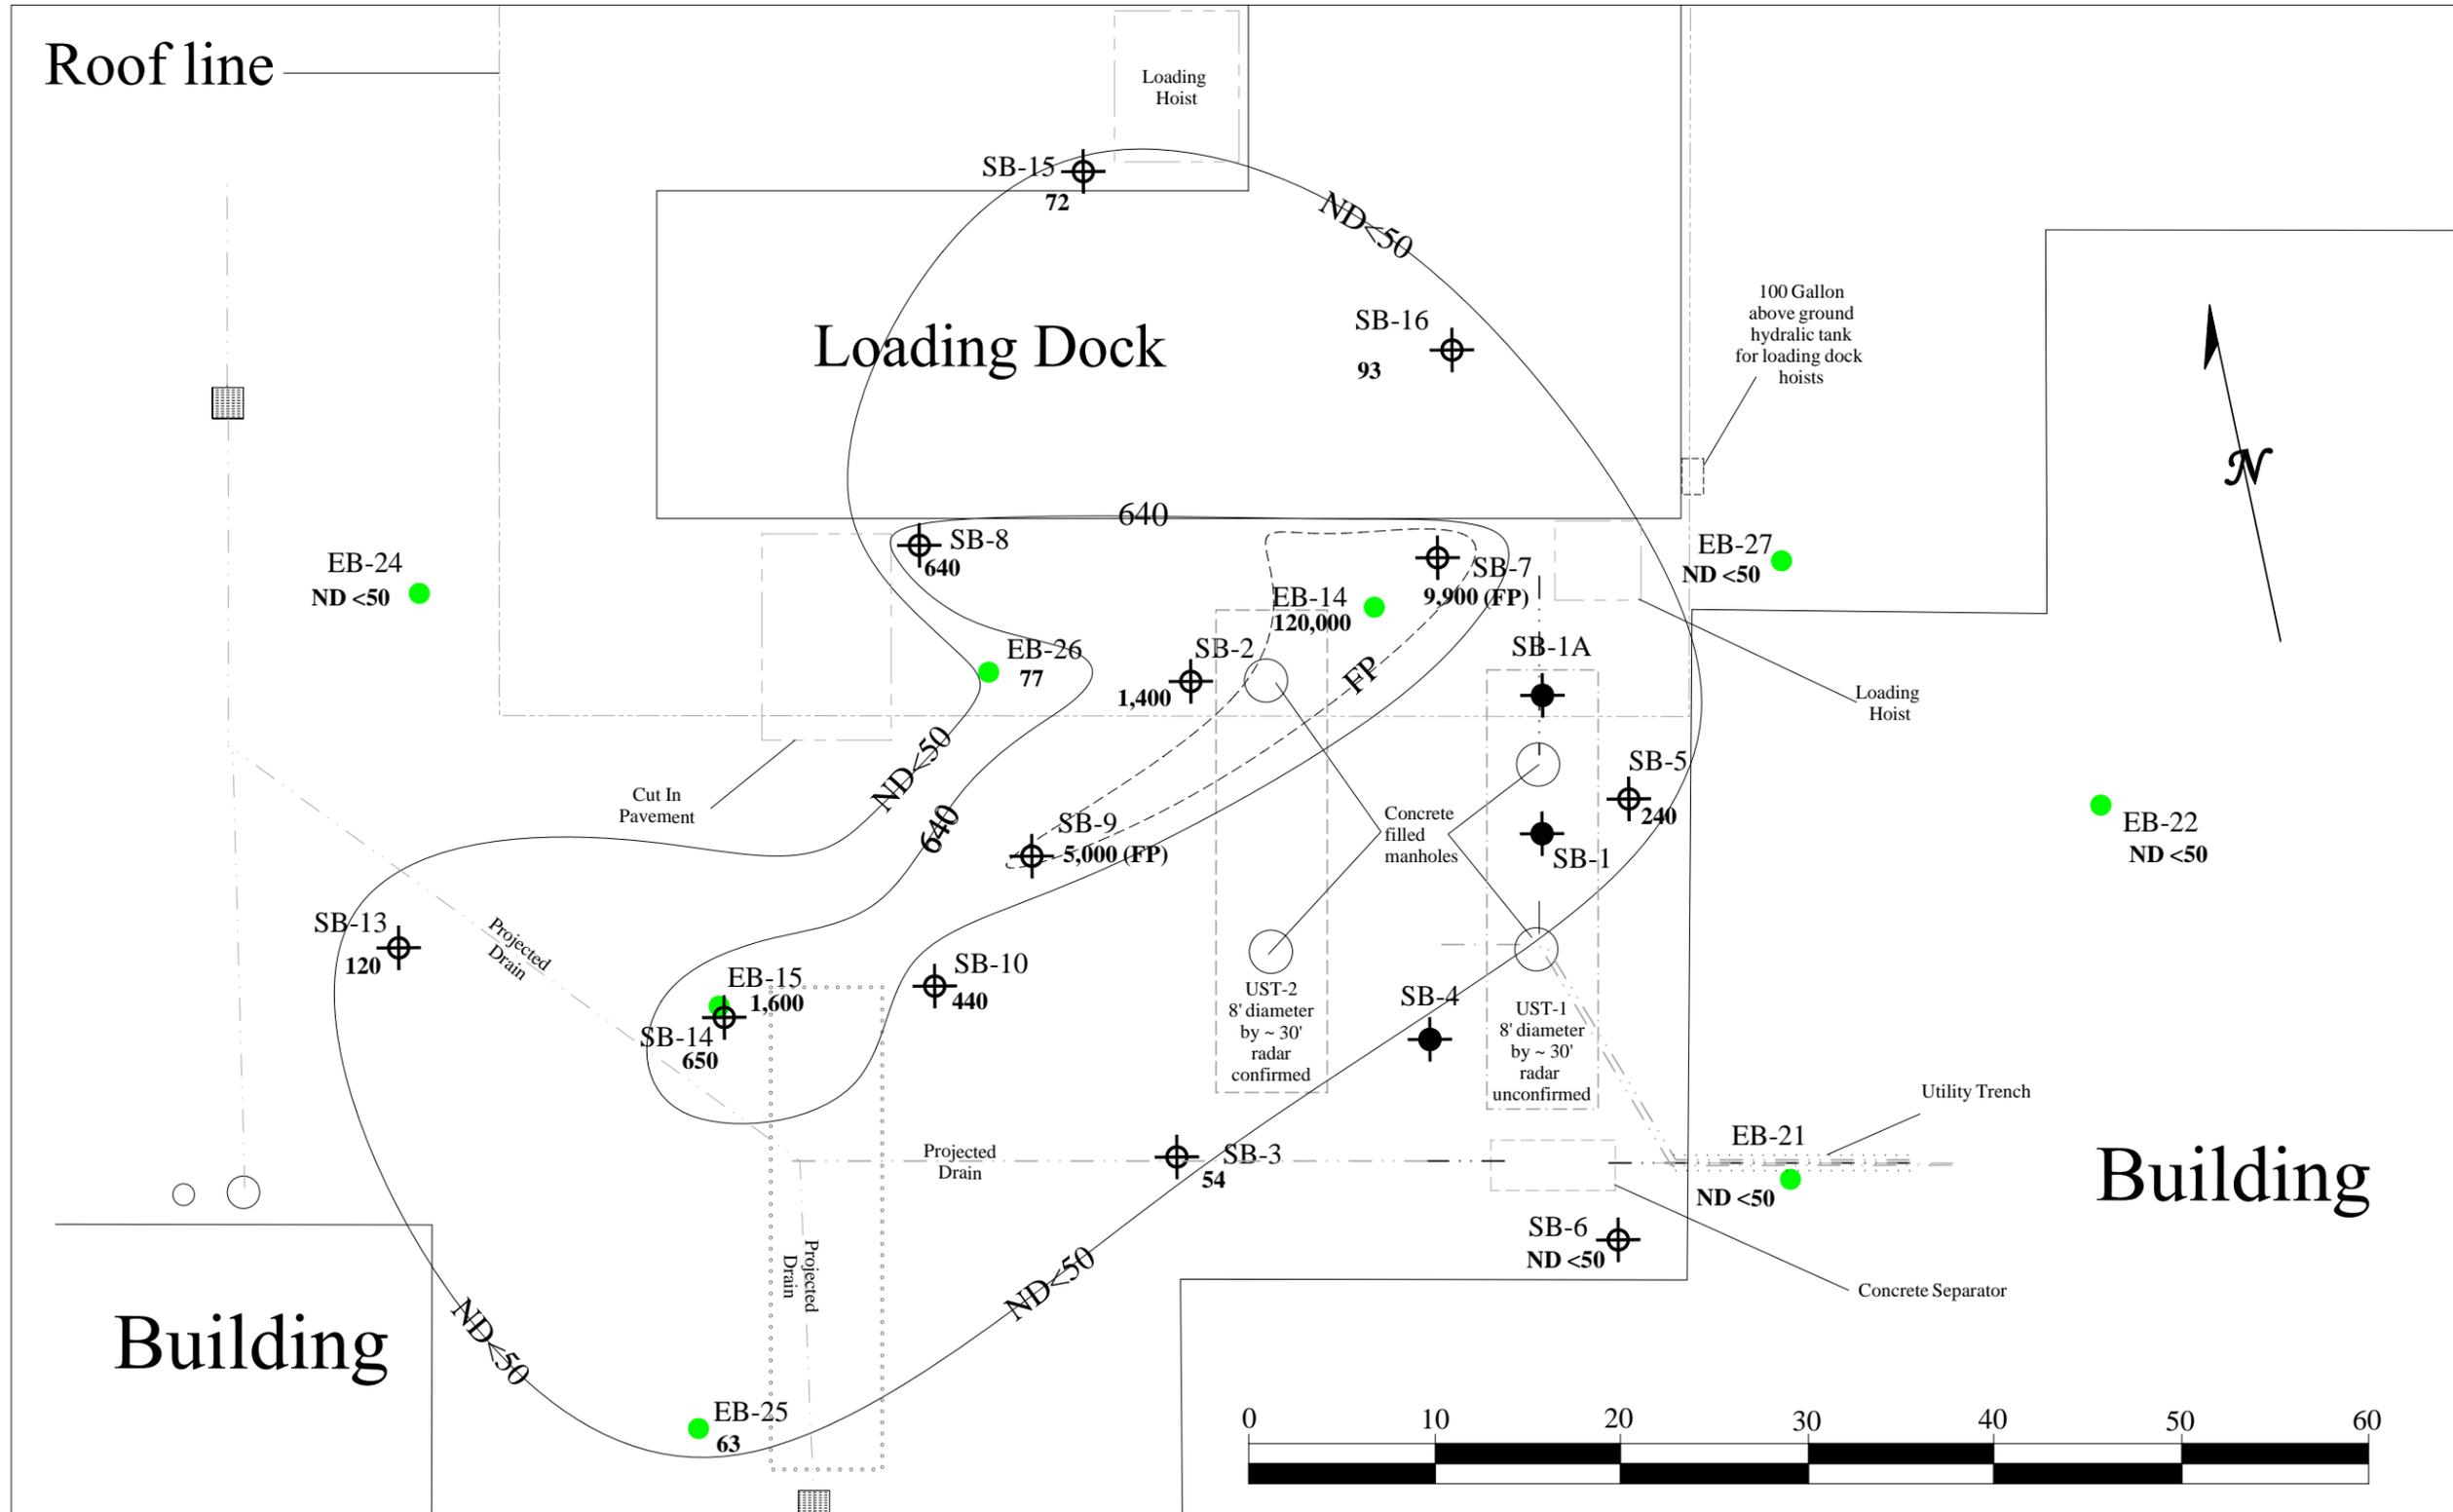 Roof line
Loading
Hoist
SB-15
72
ND<50
Loading Dock
SB-16
93
100 Gallon
above ground
hydralic tank
for loading dock
hoists
N
640
SB-8
640
EB-24
ND <50
SB-7
9,900 (FP)
EB-27
ND <50
EB-14
120,000
EB-26
77
SB-2
1,400
FP
SB-1A
Loading
Hoist
ND<50
640
Cut In
Pavement
SB-9
5,000 (FP)
Concrete
filled
manholes
SB-5
240
SB-1
EB-22
ND <50
SB-13
120
Projected
Drain
EB-15
1,600
SB-14
650
SB-10
440
UST-2
8' diameter
by ~ 30'
radar
confirmed
SB-4
UST-1
8' diameter
by ~ 30'
radar
unconfirmed
Utility Trench
EB-21
ND <50
Projected
Drain
SB-3
54
Building
SB-6
ND <50
Concrete Separator
Projected
Drain
ND<50
ND<50
Building
EB-25
63
0 10 20 30 40 50 60